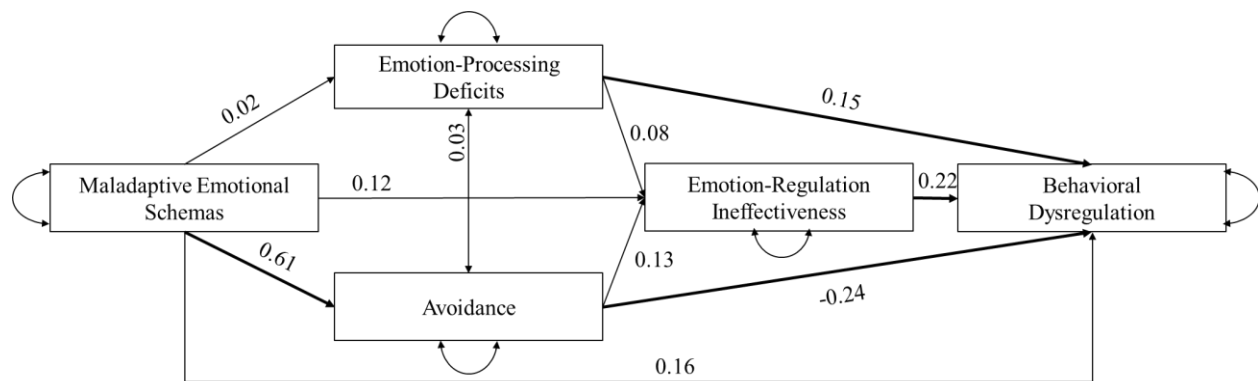 Emotion-Processing
Deficits
0.02
0.15
0.03
0.08
Maladaptive Emotional
Schemas
0.12
Emotion-Regulation
Ineffectiveness
0.22
Behavioral
Dysregulation
0.61
0.13
Avoidance
-0.24
0.16